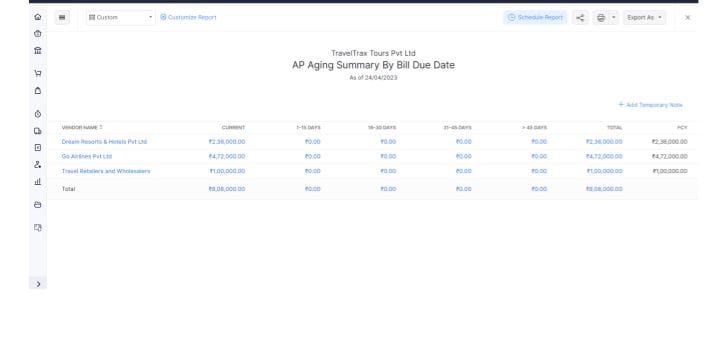 Custom
Customize Report
Schedule Report
Export As
TravelTrax Tours Pvt Ltd
AP Aging Summary By Bill Due Date
As of 24/04/2023
Add Temporary Note
VENDOR NAME CURRENT 1-15 DAYS 16-30 DAYS 31-45 DAYS > 45 DAYS TOTAL FCY
Dream Resorts & Hotels Pvt Ltd ₹2,36,000.00 ₹0.00 ₹0.00 ₹0.00 ₹0.00 ₹2,36,000.00 ₹2,36,000.00
Go Airlines Pvt Ltd ₹4,72,000.00 ₹0.00 ₹0.00 ₹0.00 ₹0.00 ₹4,72,000.00 ₹4,72,000.00
Travel Retailers and Wholesalers ₹1,00,000.00 ₹0.00 ₹0.00 ₹0.00 ₹0.00 ₹1,00,000.00 ₹1,00,000.00
Total ₹8,08,000.00 ₹0.00 ₹0.00 ₹0.00 ₹0.00 ₹8,08,000.00